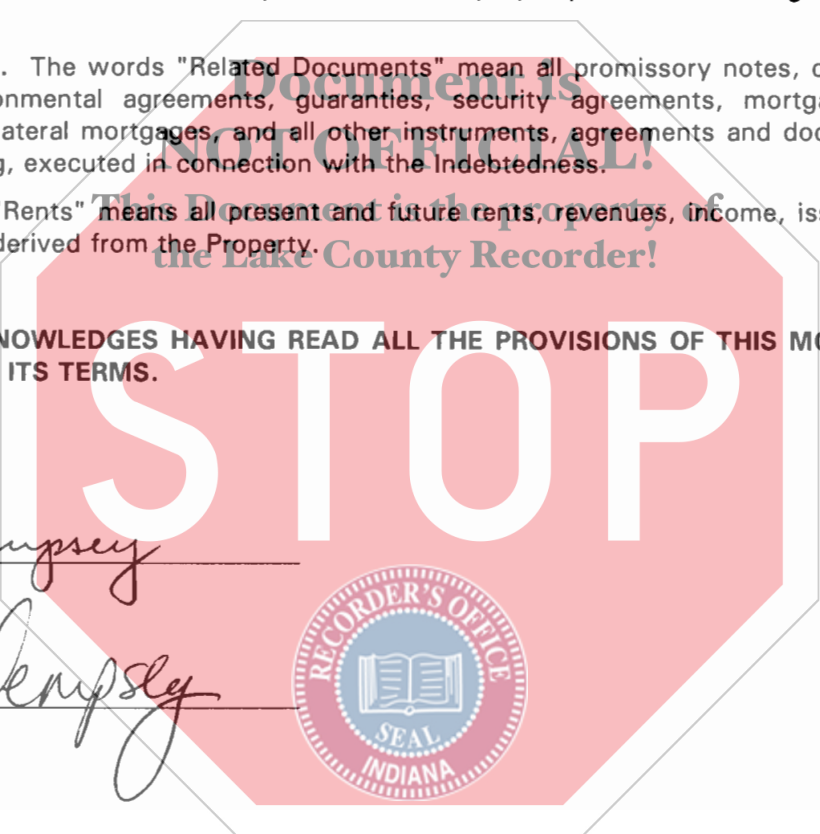 . The words "Related Documents" mean all promissory notes, c
onmental agreements, guaranties, security agreements, mortga
ateral mortgages, and all other instruments, agreements and doc
g, executed in connection with the Indebtedness.
Document is
NOT OFFICIAL!
"Rents" means all present and future rents, revenues, income, iss
derived from the Property.
This Document is the property of
the Lake County Recorder!
NOWLEDGES HAVING READ ALL THE PROVISIONS OF THIS MO
ITS TERMS.
STOP
empsey
Dempsey
RECORDER'S OFFICE
SEAL
INDIANA